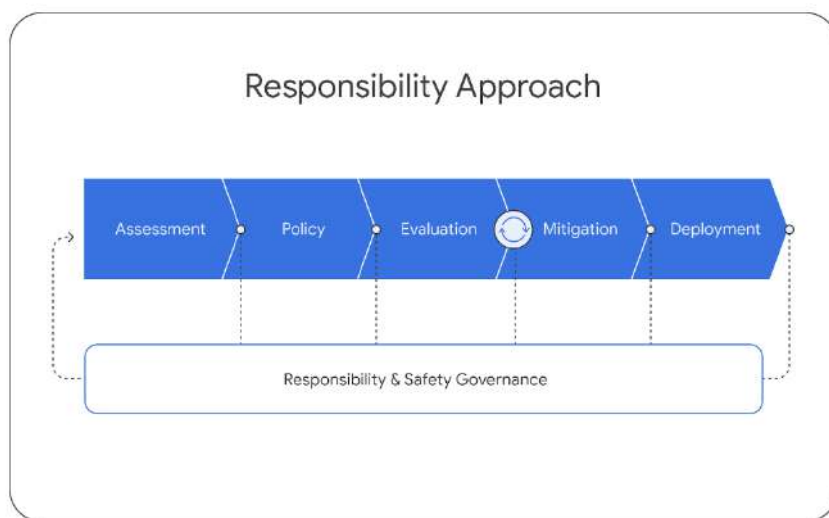 Responsibility Approach
Assessment
Policy
Evaluation
Mitigation
Deployment
Responsibility & Safety Governance